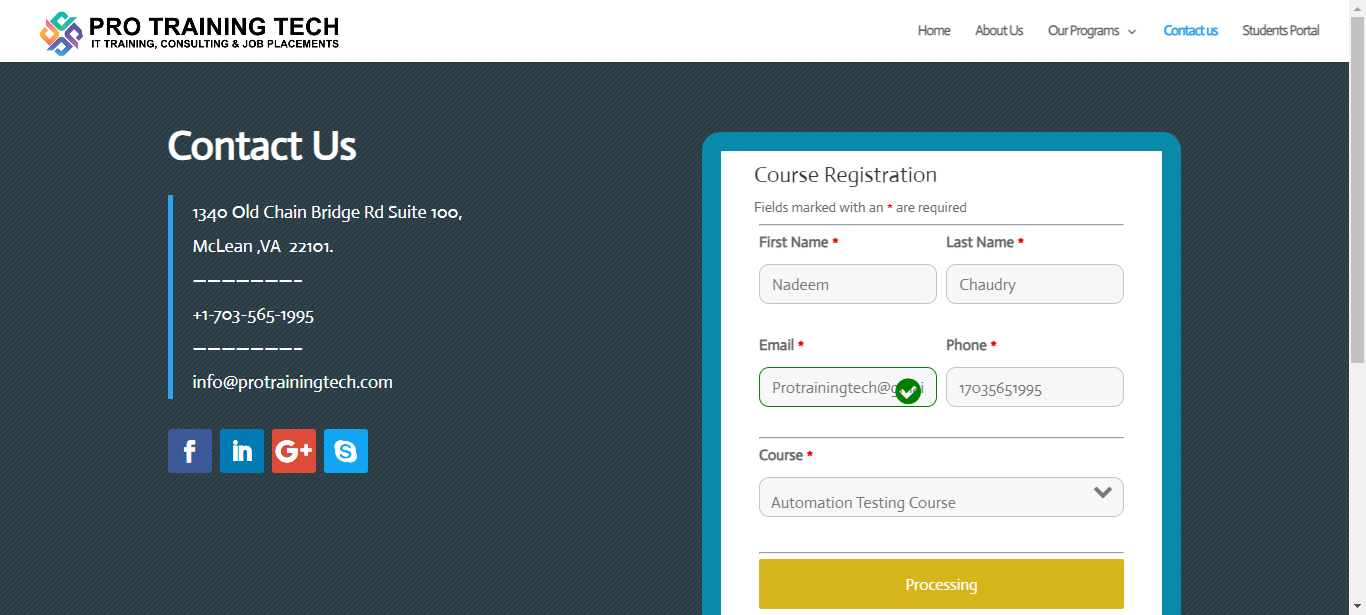 PRO TRAINING TECH
IT TRAINING, CONSULTING & JOB PLACEMENTS
Home About Us Our Programs Contact us Students Portal
Contact Us
1340 Old Chain Bridge Rd Suite 100,
McLean ,VA 22101.
————————–
+1-703-565-1995
————————–
info@protrainingtech.com
f in G+ S
Course Registration
Fields marked with an * are required
First Name * Last Name *
Nadeem Chaudry
Email * Phone *
Protrainingtech@ 17035651995
Course *
Automation Testing Course
Processing